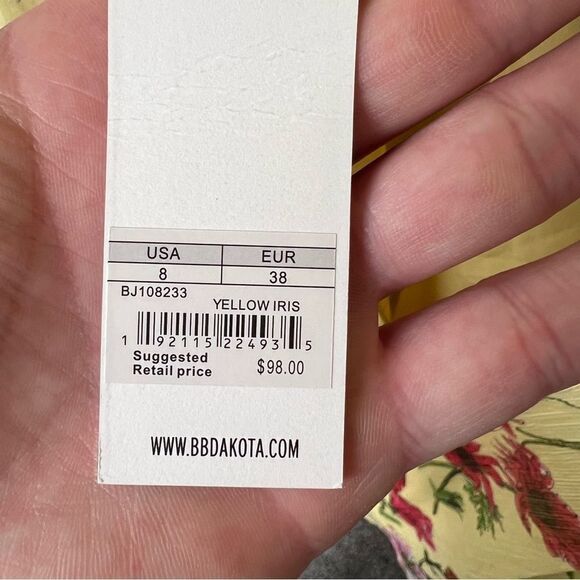 USA EUR
8 38
BJ108233
YELLOW IRIS
1 92115 22493 5
Suggested
Retail price $98.00
WWW.BBDAKOTA.COM